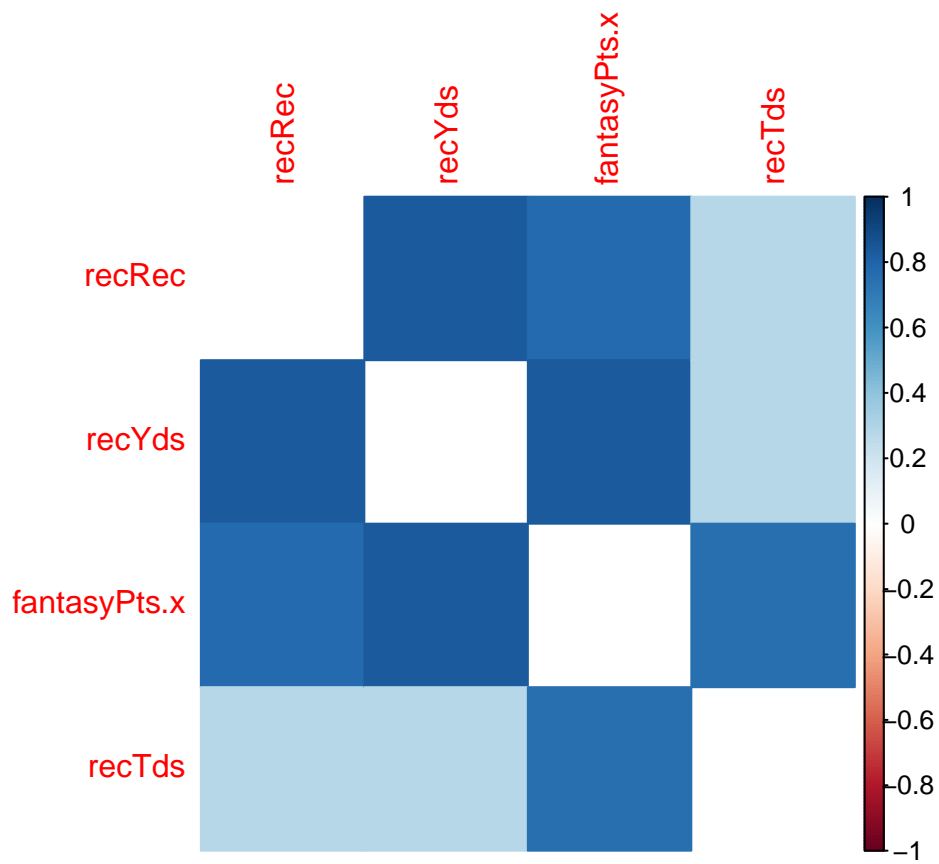 recRec
recYds
fantasyPts.x
recTds
recRec
recYds
fantasyPts.x
recTds
1
0.8
0.6
0.4
0.2
0
−0.2
−0.4
−0.6
−0.8
−1